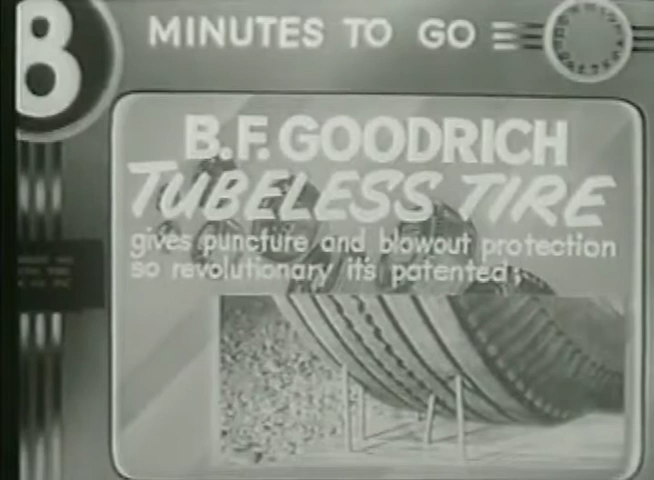 8 MINUTES TO GO
B.F. GOODRICH
TUBELESS TIRE
gives puncture and blowout protection
so revolutionary it's patented: